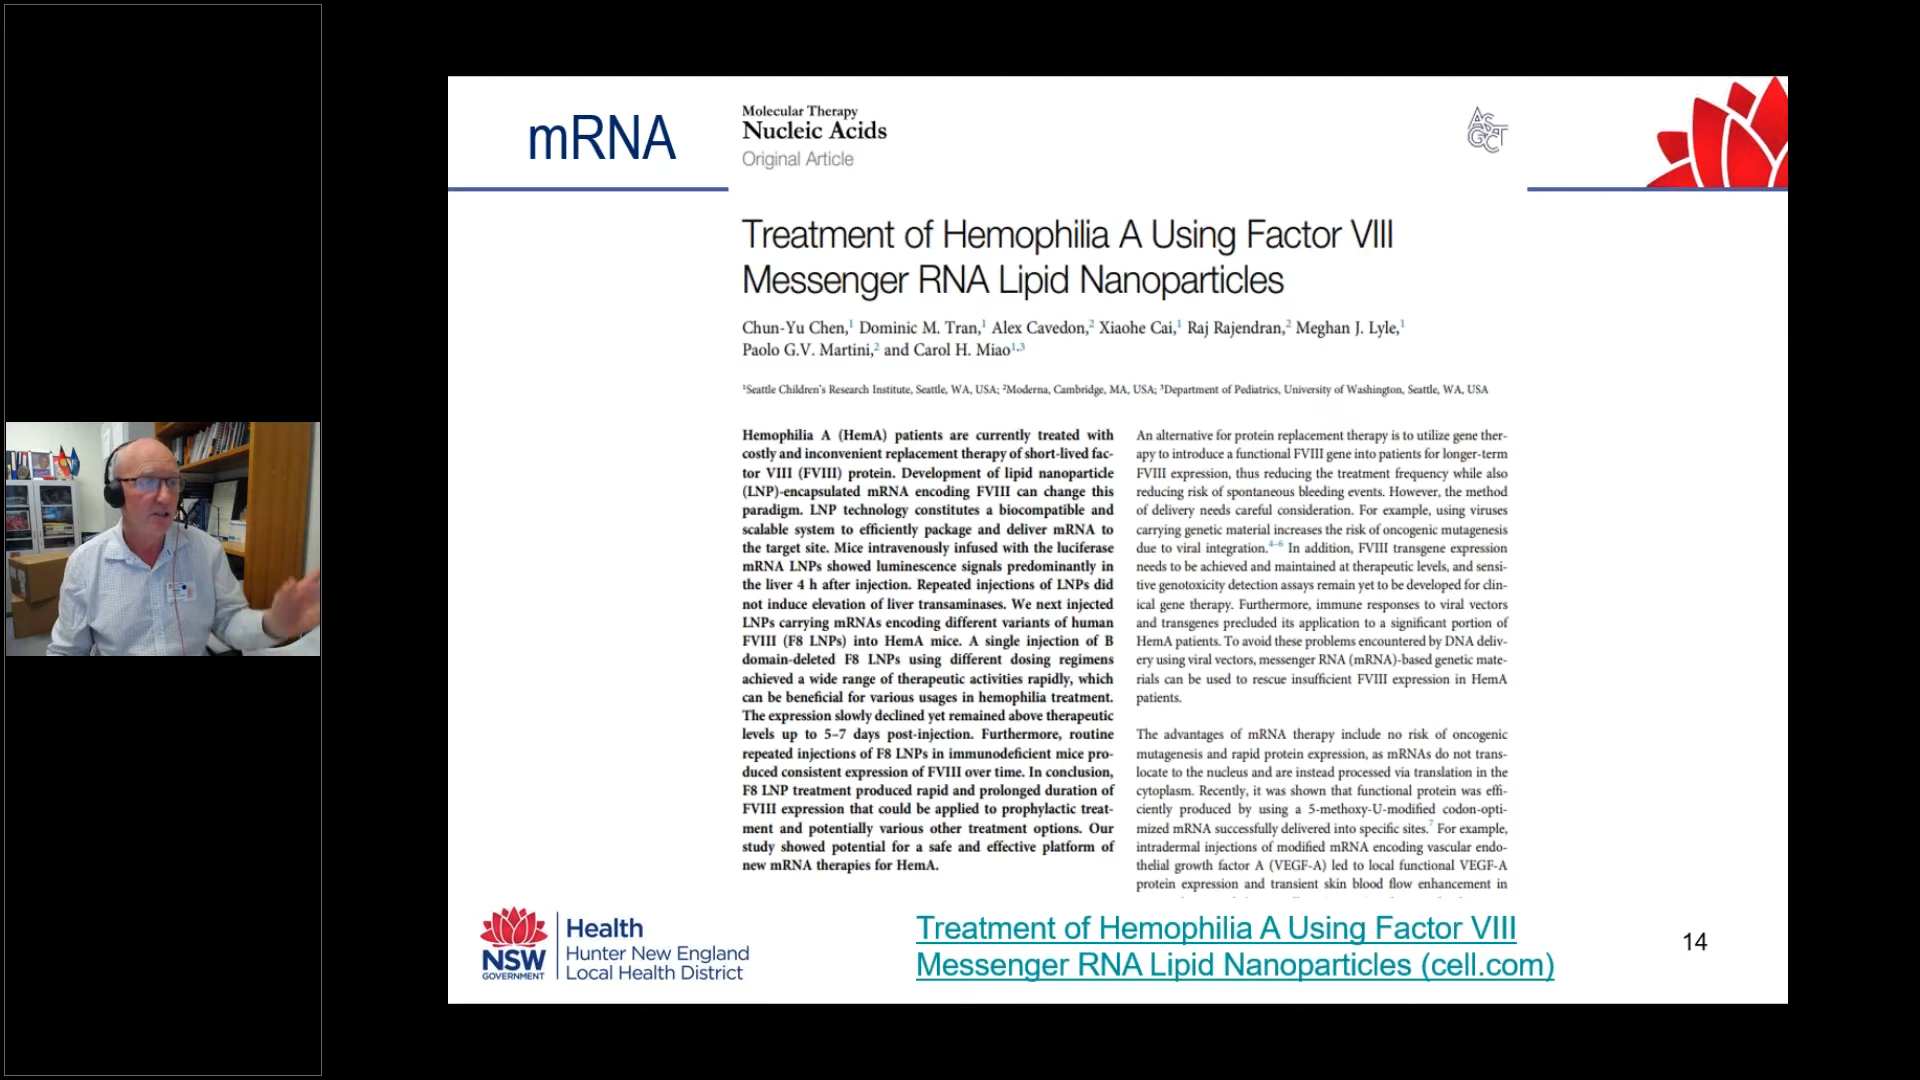 mRNA
Molecular Therapy
Nucleic Acids
Original Article
AS
GCT
Treatment of Hemophilia A Using Factor VIII
Messenger RNA Lipid Nanoparticles
Chun-Yu Chen,1 Dominic M. Tran,1 Alex Cavedon,2 Xiaohe Cai,1 Raj Rajendran,2 Meghan J. Lyle,1
Paolo G.V. Martini,2 and Carol H. Miao1,3
1Seattle Children's Research Institute, Seattle, WA, USA; 2Moderna, Cambridge, MA, USA; 3Department of Pediatrics, University of Washington, Seattle, WA, USA
Hemophilia A (HemA) patients are currently treated with
costly and inconvenient replacement therapy of short-lived fac-
tor VIII (FVIII) protein. Development of lipid nanoparticle
(LNP)-encapsulated mRNA encoding FVIII can change this
paradigm. LNP technology constitutes a biocompatible and
scalable system to efficiently package and deliver mRNA to
the target site. Mice intravenously infused with the luciferase
mRNA LNPs showed luminescence signals predominantly in
the liver 4 h after injection. Repeated injections of LNPs did
not induce elevation of liver transaminases. We next injected
LNPs carrying mRNAs encoding different variants of human
FVIII (F8 LNPs) into HemA mice. A single injection of B
domain-deleted F8 LNPs using different dosing regimens
achieved a wide range of therapeutic activities rapidly, which
can be beneficial for various usages in hemophilia treatment.
The expression slowly declined yet remained above therapeutic
levels up to 5–7 days post-injection. Furthermore, routine
repeated injections of F8 LNPs in immunodeficient mice pro-
duced consistent expression of FVIII over time. In conclusion,
F8 LNP treatment produced rapid and prolonged duration of
FVIII expression that could be applied to prophylactic treat-
ment and potentially various other treatment options. Our
study showed potential for a safe and effective platform of
new mRNA therapies for HemA.
An alternative for protein replacement therapy is to utilize gene ther-
apy to introduce a functional FVIII gene into patients for longer-term
FVIII expression, thus reducing the treatment frequency while also
reducing risk of spontaneous bleeding events. However, the method
of delivery needs careful consideration. For example, using viruses
carrying genetic material increases the risk of oncogenic mutagenesis
due to viral integration.4–6 In addition, FVIII transgene expression
needs to be achieved and maintained at therapeutic levels, and sensi-
tive genotoxicity detection assays remain yet to be developed for clin-
ical gene therapy. Furthermore, immune responses to viral vectors
and transgenes precluded its application to a significant portion of
HemA patients. To avoid these problems encountered by DNA deliv-
ery using viral vectors, messenger RNA (mRNA)-based genetic mate-
rials can be used to rescue insufficient FVIII expression in HemA
patients.
The advantages of mRNA therapy include no risk of oncogenic
mutagenesis and rapid protein expression, as mRNAs do not trans-
locate to the nucleus and are instead processed via translation in the
cytoplasm. Recently, it was shown that functional protein was effi-
ciently produced by using a 5-methoxy-U-modified codon-opti-
mized mRNA successfully delivered into specific sites.7 For example,
intradermal injections of modified mRNA encoding vascular endo-
thelial growth factor A (VEGF-A) led to local functional VEGF-A
protein expression and transient skin blood flow enhancement in
NSW
GOVERNMENT
Health
Hunter New England
Local Health District
Treatment of Hemophilia A Using Factor VIII
Messenger RNA Lipid Nanoparticles (cell.com)
14